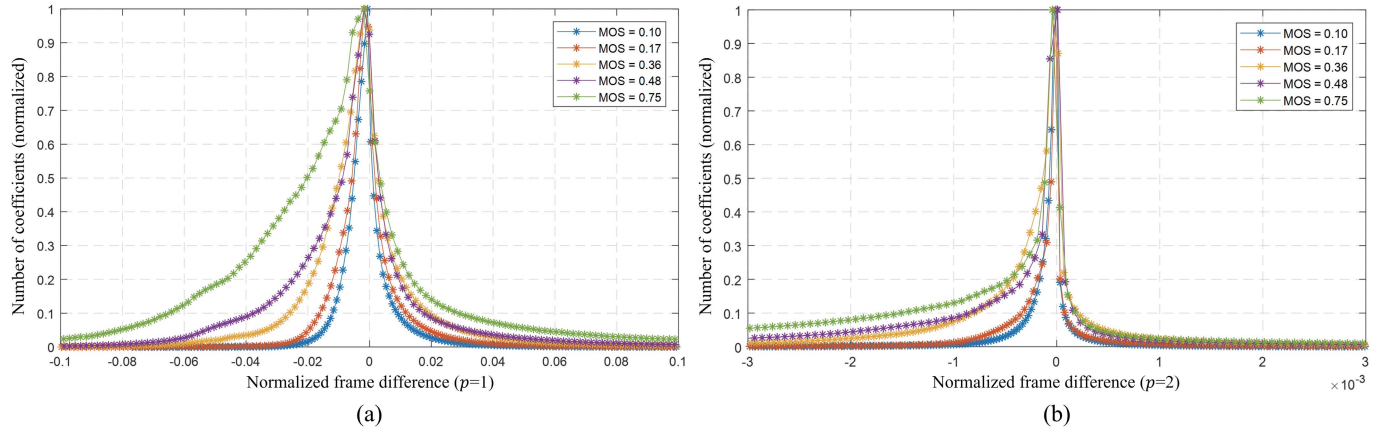 1
0.9
0.8
0.7
0.6
0.5
0.4
0.3
0.2
0.1
0
Number of coefficients (normalized)
MOS = 0.10
MOS = 0.17
MOS = 0.36
MOS = 0.48
MOS = 0.75
-0.1 -0.08 -0.06 -0.04 -0.02 0 0.02 0.04 0.06 0.08 0.1
Normalized frame difference (p=1)
(a)
1
0.9
0.8
0.7
0.6
0.5
0.4
0.3
0.2
0.1
0
Number of coefficients (normalized)
MOS = 0.10
MOS = 0.17
MOS = 0.36
MOS = 0.48
MOS = 0.75
-3 -2 -1 0 1 2 3
×10⁻³
Normalized frame difference (p=2)
(b)